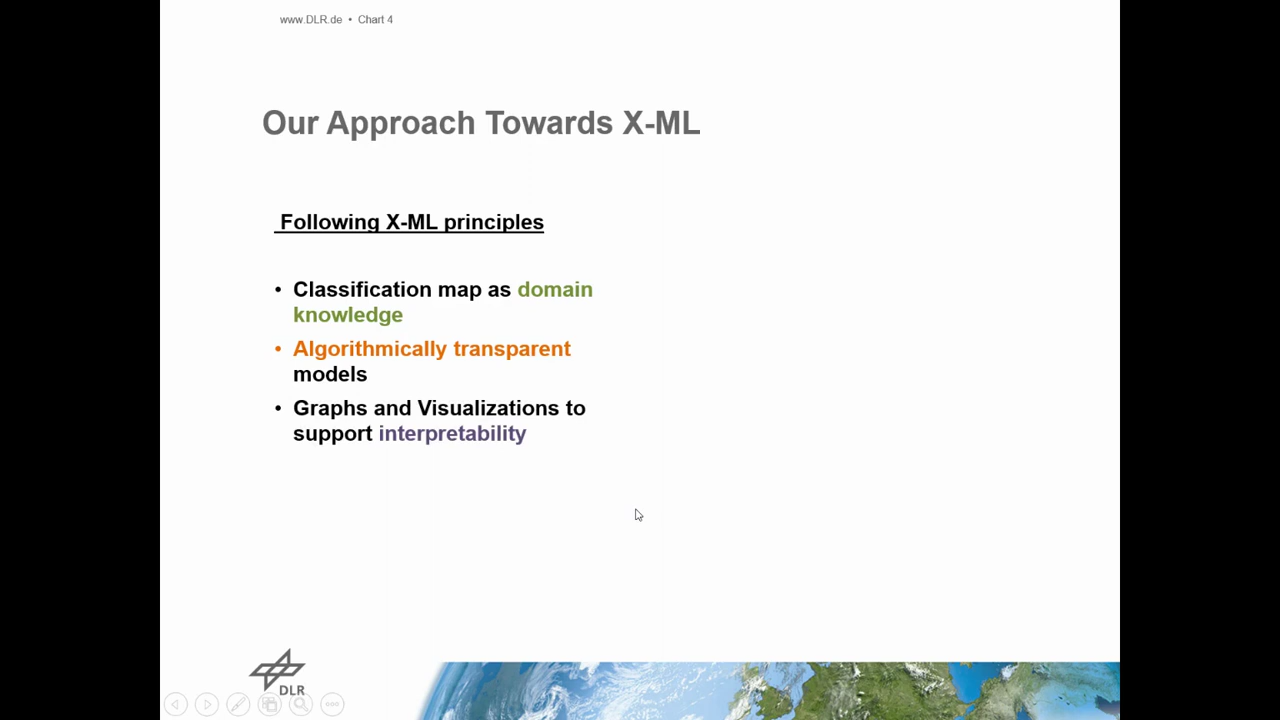 www.DLR.de • Chart 4
Our Approach Towards X-ML
Following X-ML principles
• Classification map as domain
knowledge
• Algorithmically transparent
models
• Graphs and Visualizations to
support interpretability
DLR